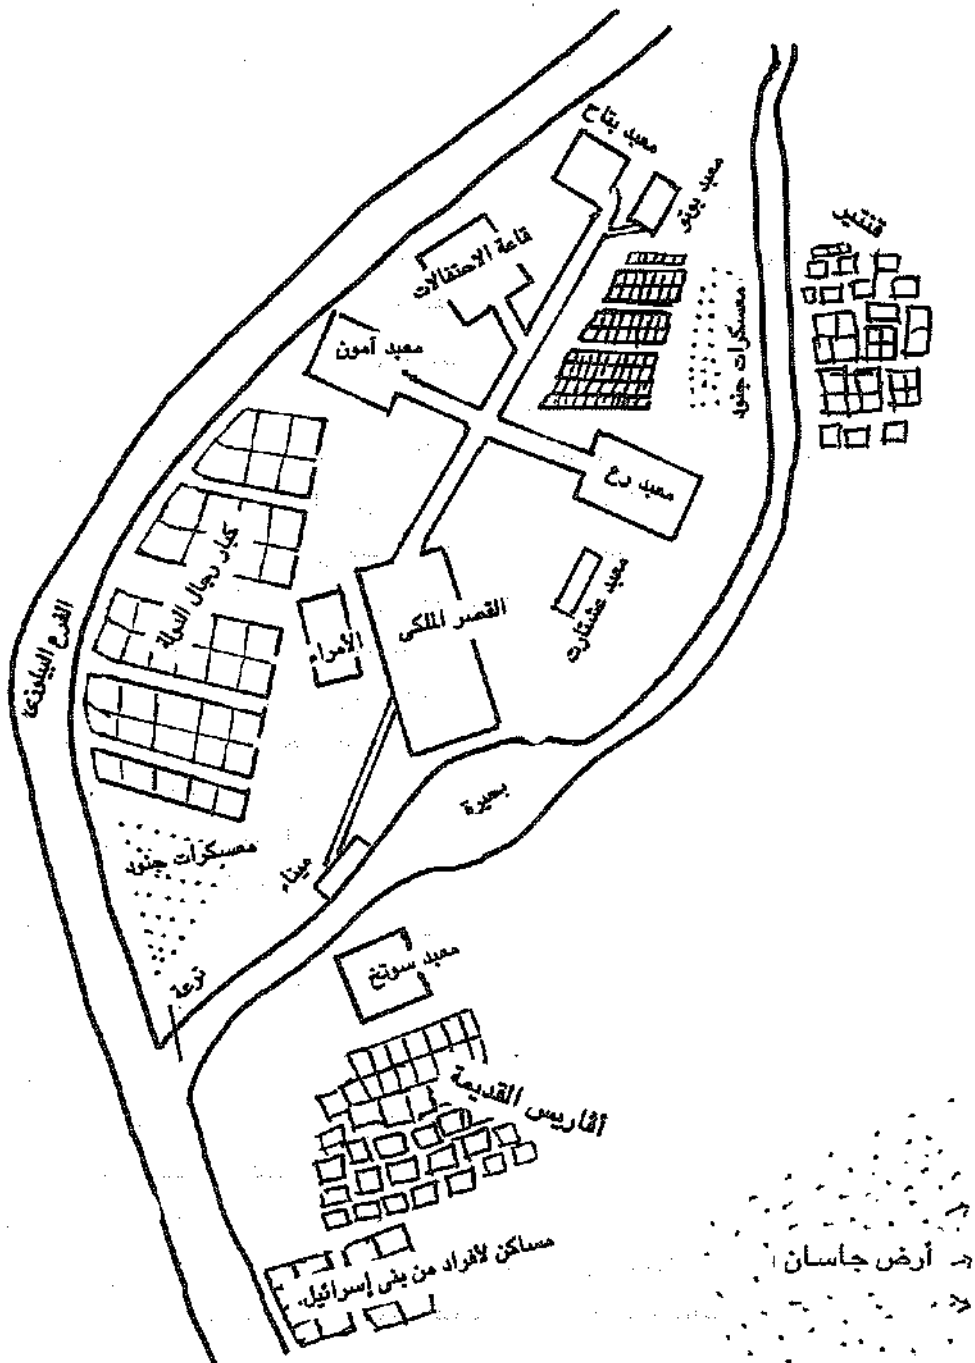 معبد بتاح
معبد بوتو
قنتير
قاعة الاحتفالات
معسكرات جنود
معبد آمون
معبد رع
كبار رجال الدولة
معبد عشتارت
القصر الملكى
الأمراء
الفرع البيلوزى
بحيرة
معسكرات جنود
ميناء
معبد سوتخ
ترعة
أڤاريس القديمة
مساكن لأفراد من بنى إسرائيل.
أرض جاسان